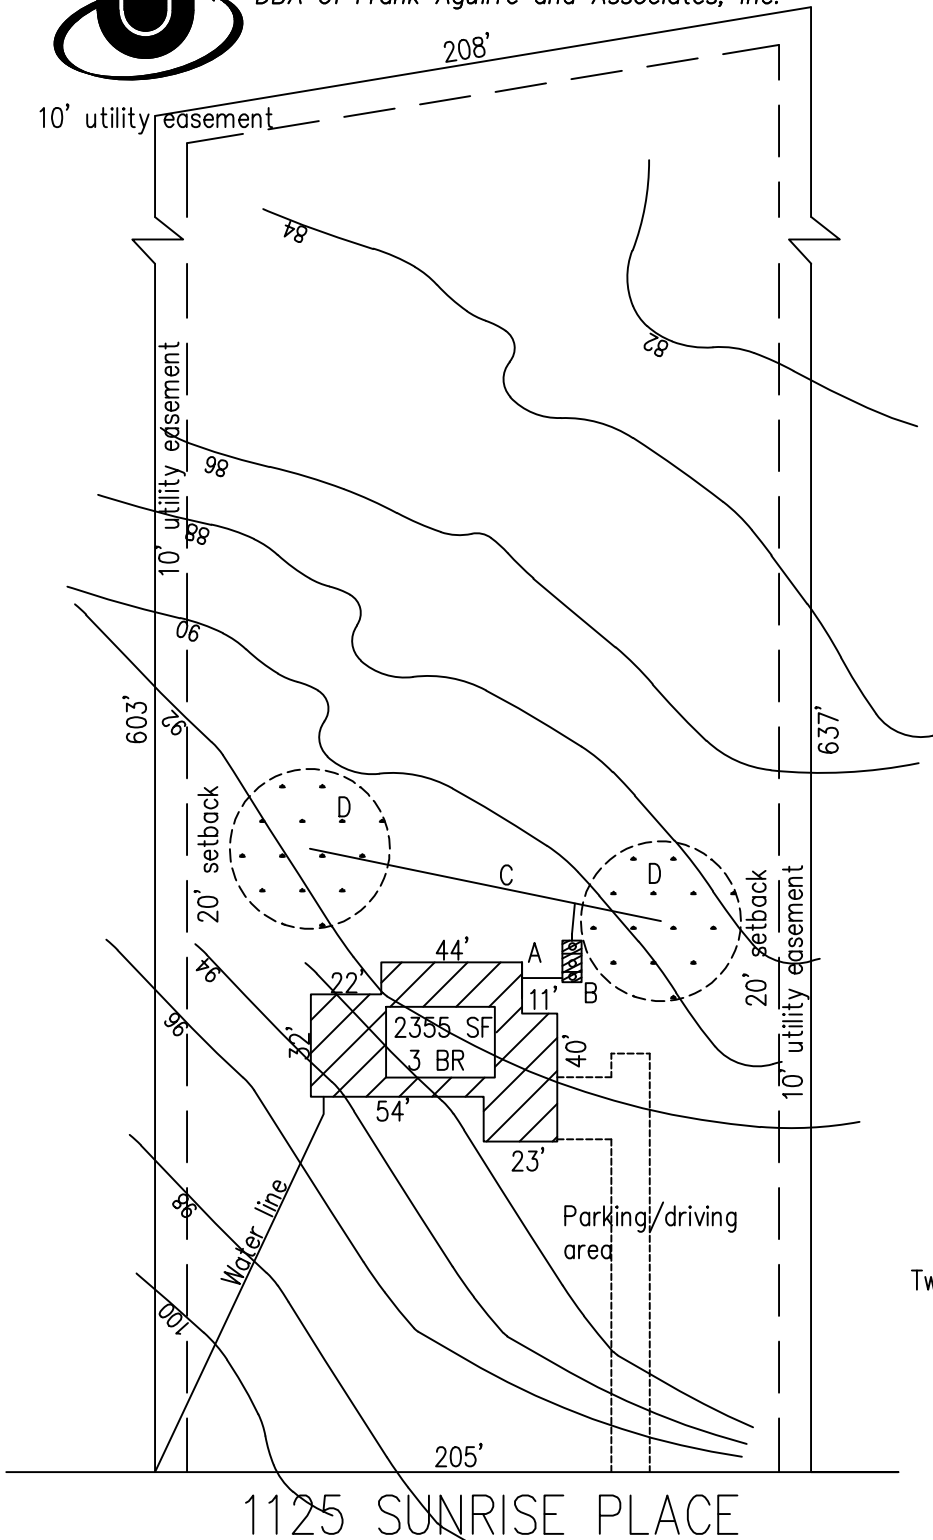 DBA of Frank Aguirre and Associates, Inc.
208'
10' utility easement
84
82
10' utility easement
86
88
90
603'
92
637'
20' setback
D
C
D
20' setback
10' utility easement
94
44'
A
B
22'
11'
96
32'
2355 SF
3 BR
40'
54'
23'
98
Water line
Parking/driving
area
Tw
100
205'
1125 SUNRISE PLACE